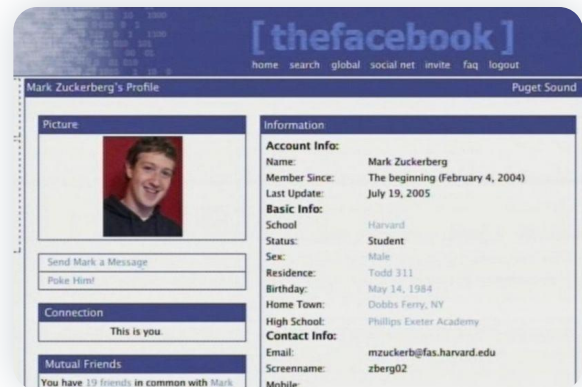 [thefacebook]
home search global social net invite faq logout
Mark Zuckerberg's Profile Puget Sound
Picture
Send Mark a Message
Poke Him!
Connection
This is you.
Mutual Friends
You have 19 friends in common with Mark
Information
Account Info:
Name: Mark Zuckerberg
Member Since: The beginning (February 4, 2004)
Last Update: July 19, 2005
Basic Info:
School Harvard
Status: Student
Sex: Male
Residence: Todd 311
Birthday: May 14, 1984
Home Town: Dobbs Ferry, NY
High School: Phillips Exeter Academy
Contact Info:
Email: mzuckerb@fas.harvard.edu
Screenname: zberg02
Mobile: